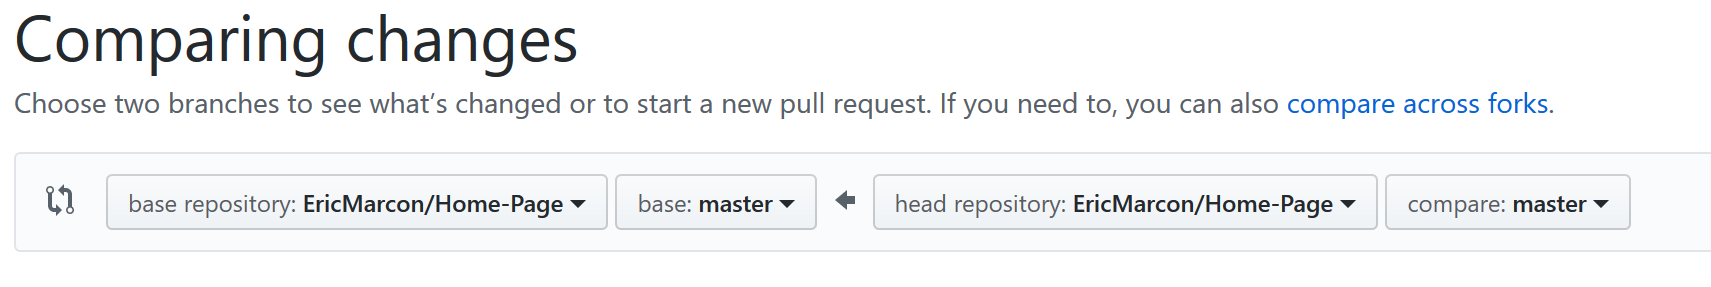 Comparing changes
Choose two branches to see what’s changed or to start a new pull request. If you need to, you can also compare across forks.
base repository: EricMarcon/Home-Page base: master head repository: EricMarcon/Home-Page compare: master